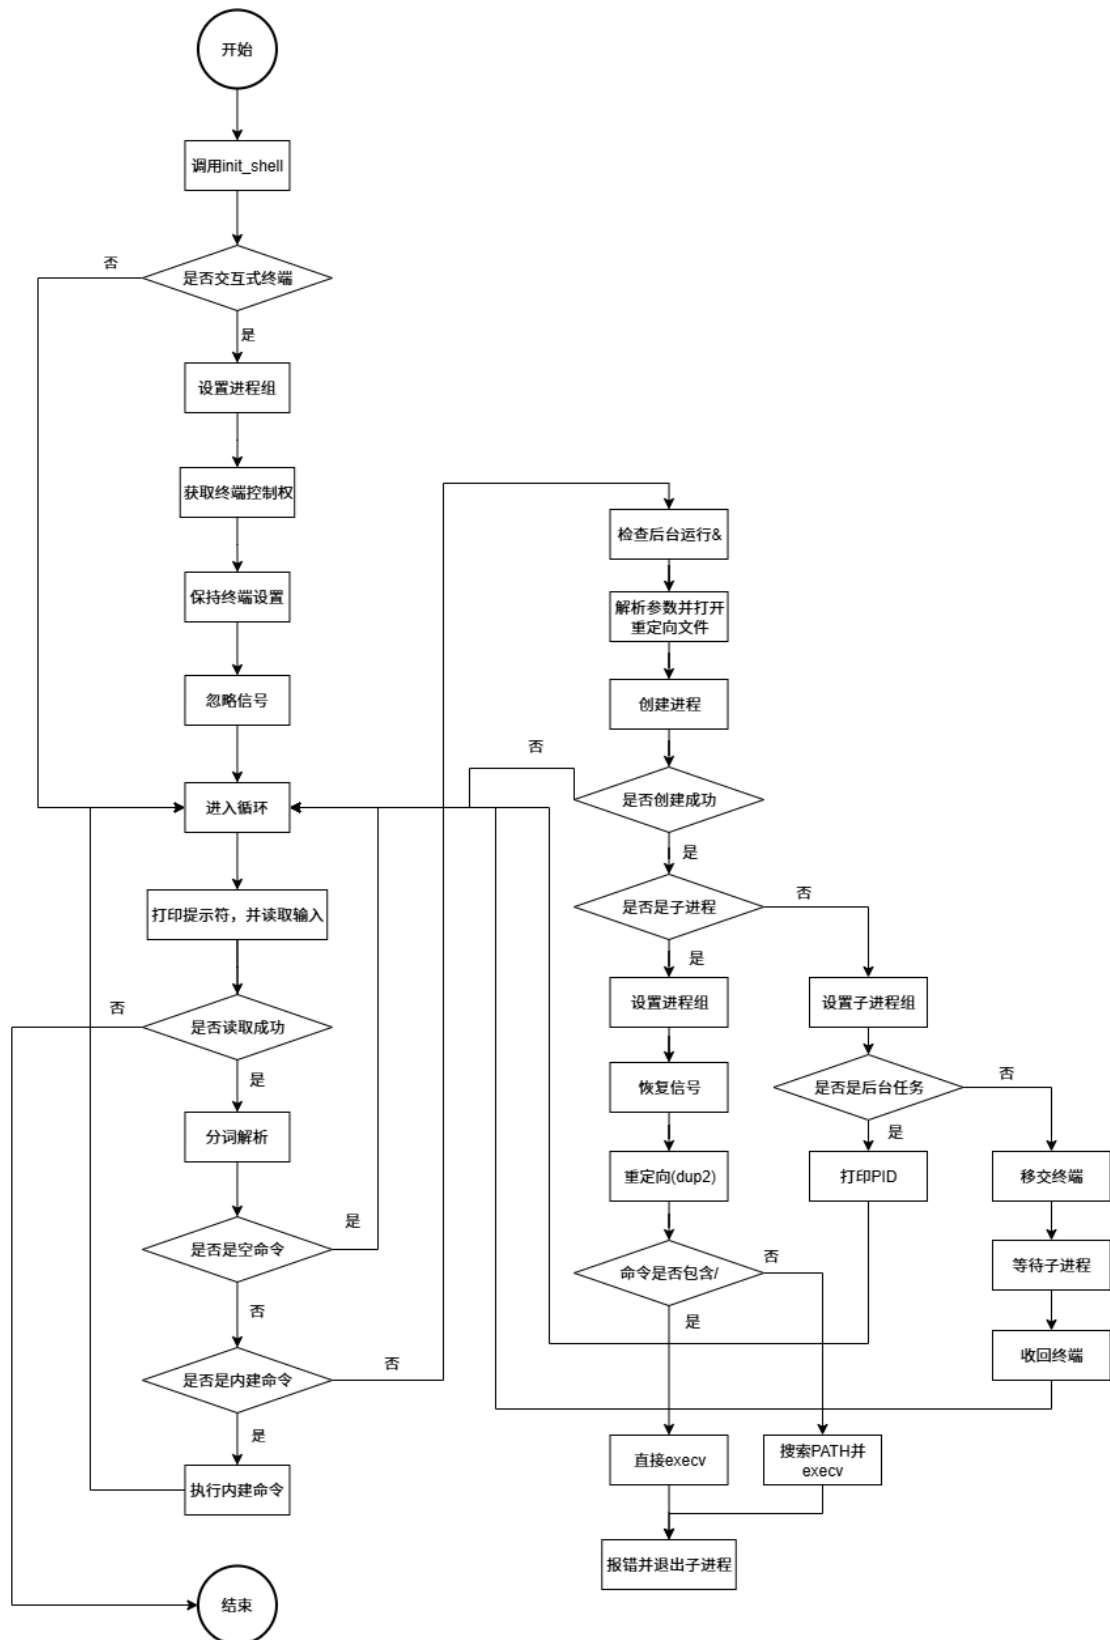 开始
调用init_shell
是否交互式终端
否
是
设置进程组
获取终端控制权
保持终端设置
忽略信号
进入循环
打印提示符，并读取输入
是否读取成功
否
是
分词解析
是否是空命令
是
否
是否是内建命令
否
是
执行内建命令
结束
检查后台运行&
解析参数并打开
重定向文件
创建进程
是否创建成功
否
是
是否是子进程
否
是
设置进程组
恢复信号
重定向(dup2)
命令是否包含/
否
是
直接execv
搜索PATH并
execv
报错并退出子进程
设置子进程组
是否是后台任务
否
是
打印PID
移交终端
等待子进程
收回终端